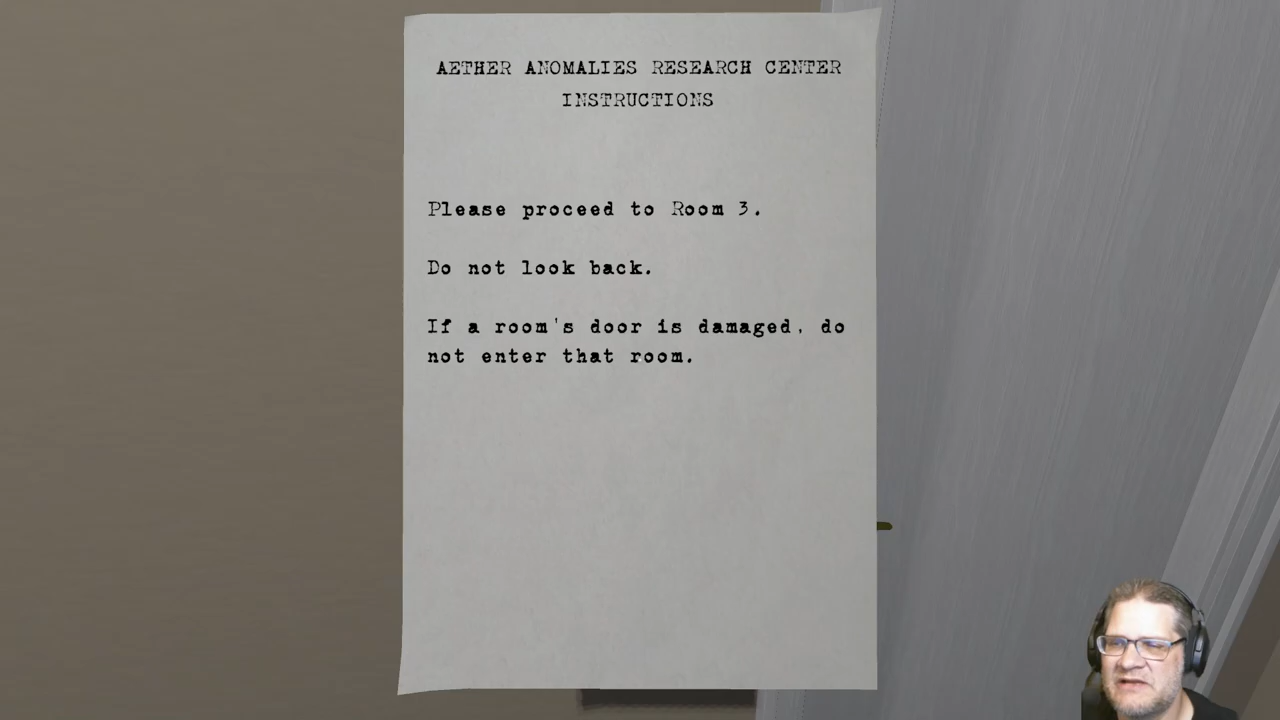 AETHER ANOMALIES RESEARCH CENTER
INSTRUCTIONS
Please proceed to Room 3.
Do not look back.
If a room's door is damaged, do
not enter that room.